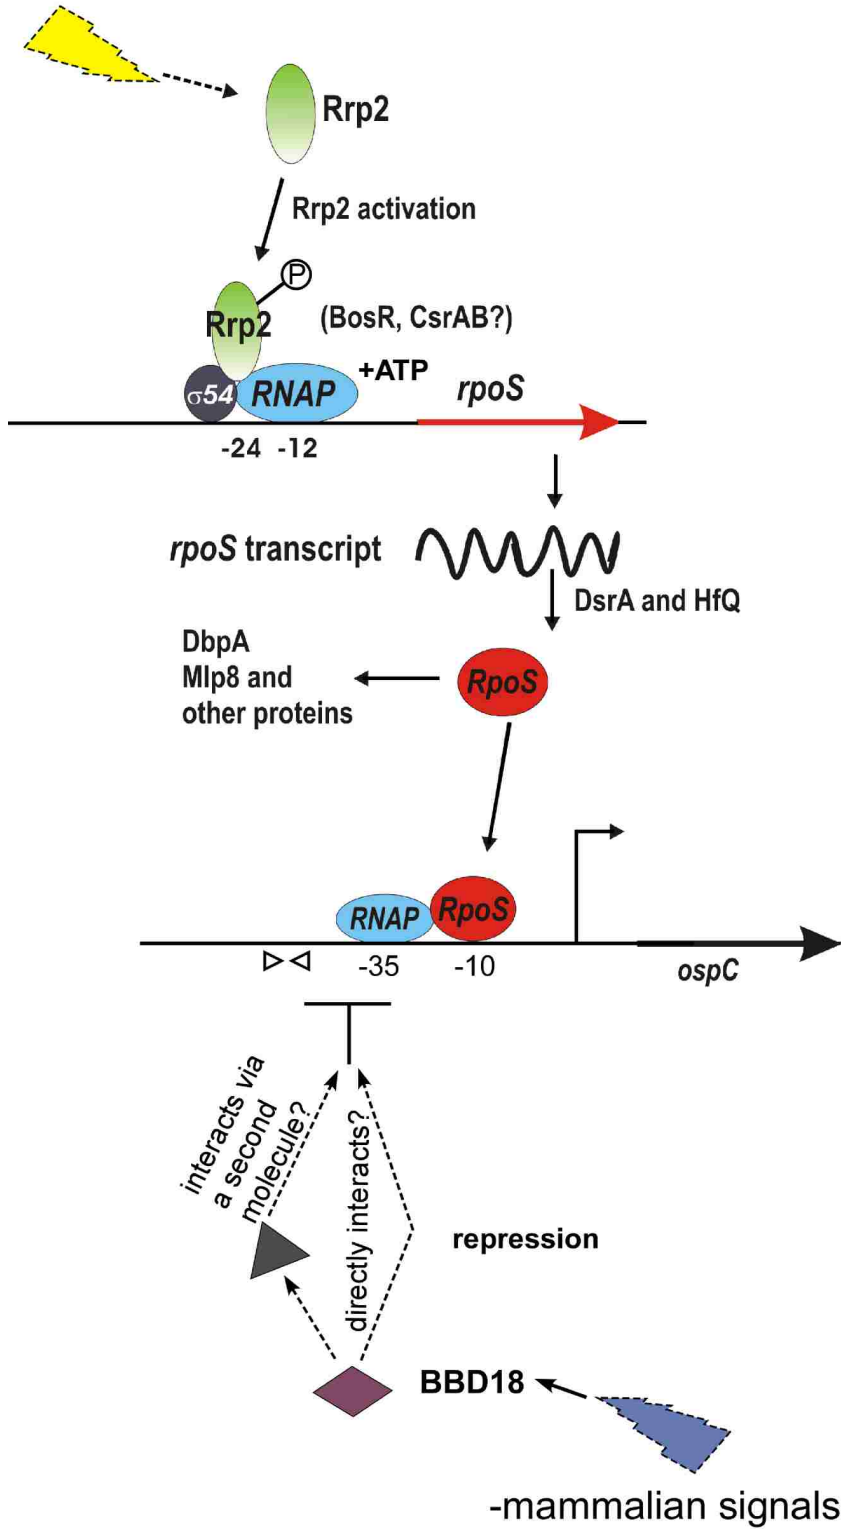 Rrp2
Rrp2 activation
P
Rrp2
(BosR, CsrAB?)
+ATP
σ54
RNAP
rpoS
-24 -12
rpoS transcript
DsrA and HfQ
DbpA
Mlp8 and
other proteins
RpoS
RNAP
RpoS
-35
-10
ospC
interacts via
a second
molecule?
directly interacts?
repression
BBD18
-mammalian signals